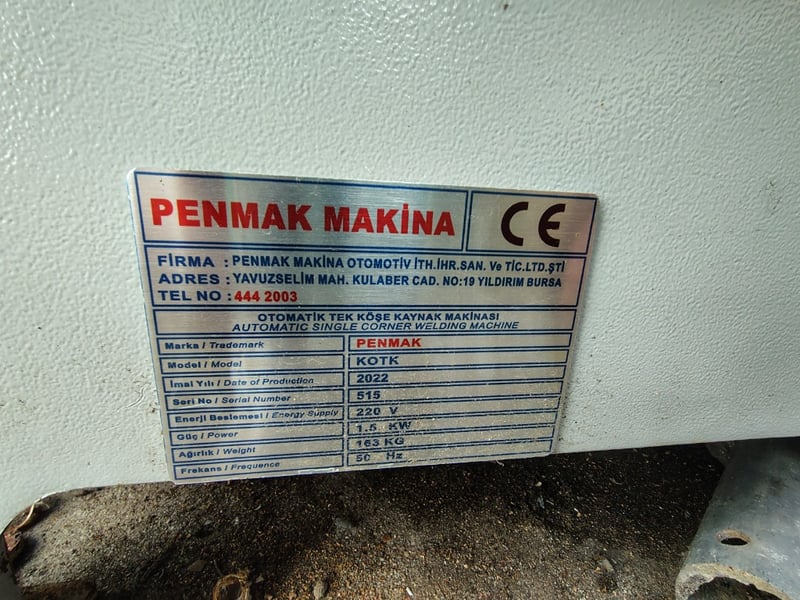 PENMAK MAKİNA CE
FİRMA : PENMAK MAKİNA OTOMOTİV İTH.İHR.SAN. Ve TİC.LTD.ŞTİ
ADRES : YAVUZSELİM MAH. KULABER CAD. NO:19 YILDIRIM BURSA
TEL NO : 444 2003
OTOMATİK TEK KÖŞE KAYNAK MAKİNASI
AUTOMATIC SINGLE CORNER WELDING MACHINE
Marka / Trademark PENMAK
Model / Model KOTK
İmal Yılı / Date of Production 2022
Seri No / Serial Number 515
Enerji Beslemesi / Energy Supply 220 V
Güç / Power 1.5 KW
Ağırlık / Weight 163 KG
Frekans / Frequence 50 Hz